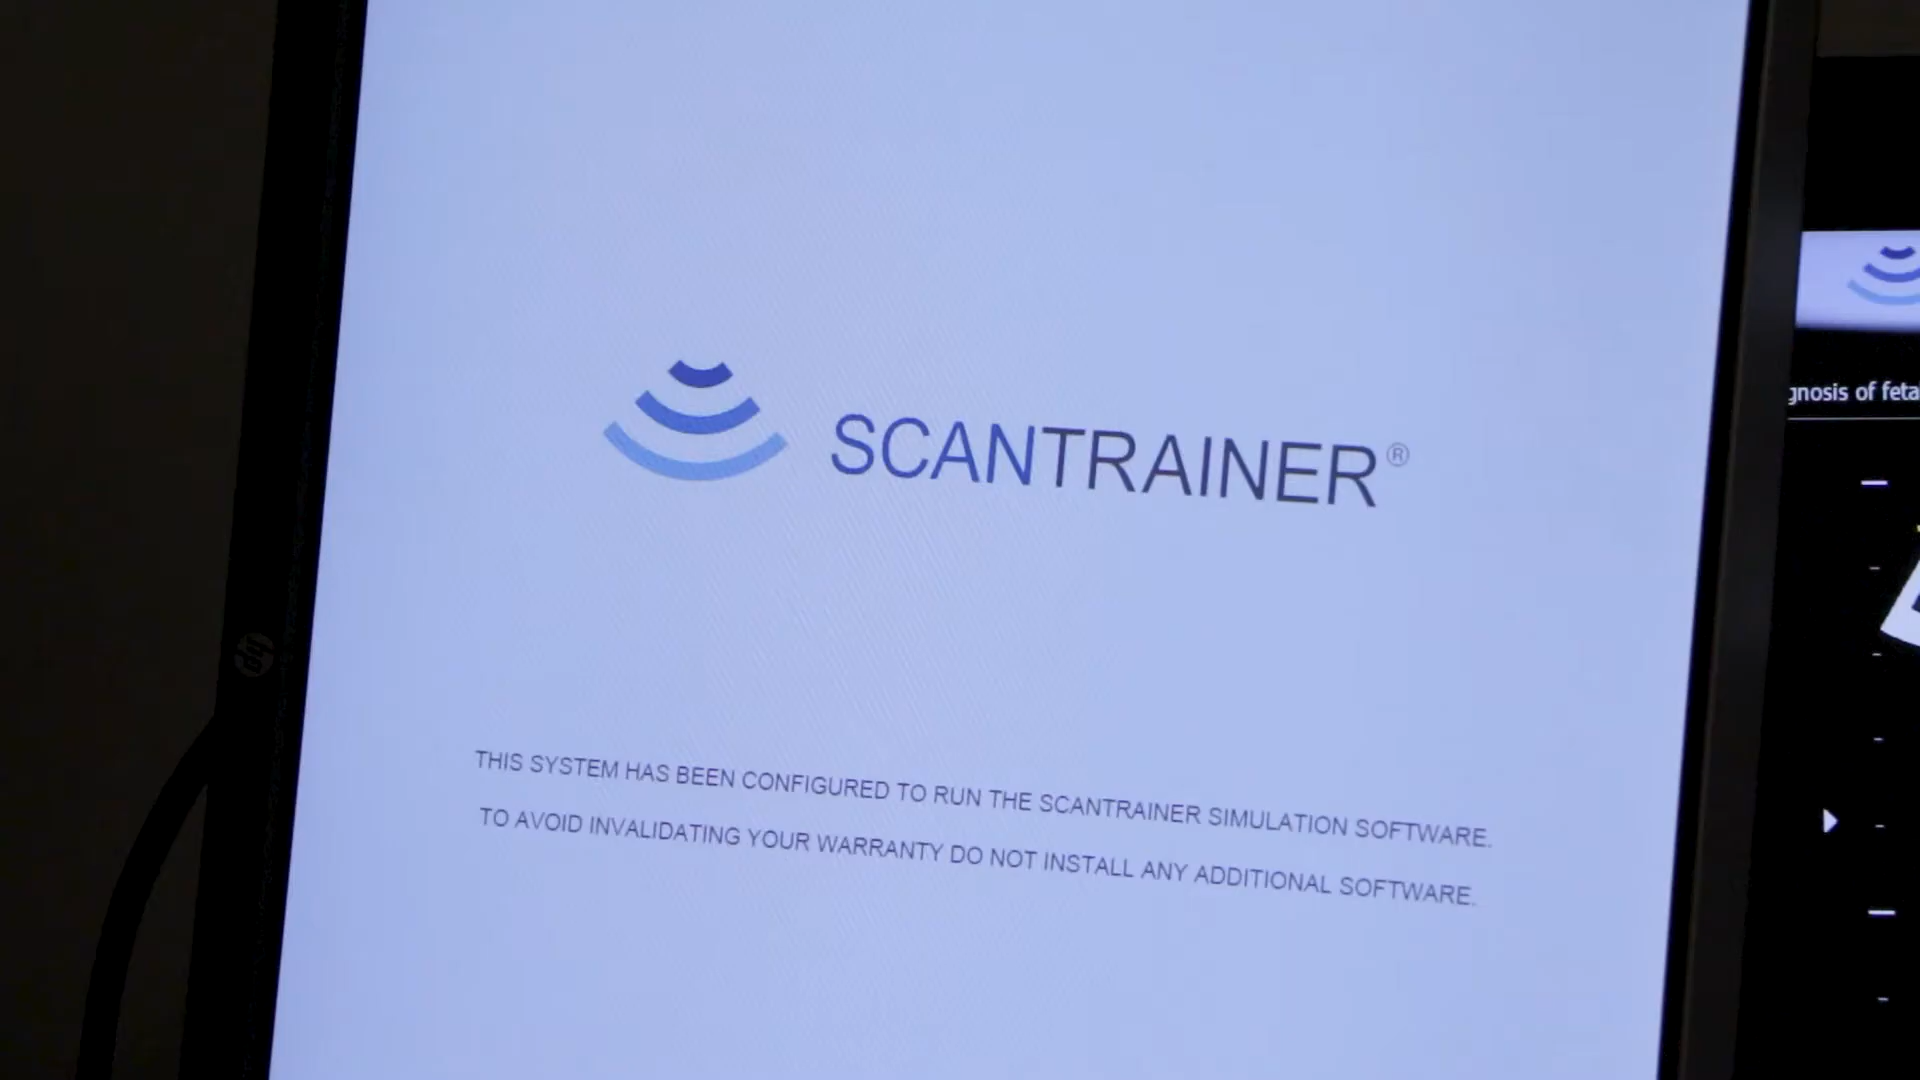 SCANTRAINER®
THIS SYSTEM HAS BEEN CONFIGURED TO RUN THE SCANTRAINER SIMULATION SOFTWARE.
TO AVOID INVALIDATING YOUR WARRANTY DO NOT INSTALL ANY ADDITIONAL SOFTWARE.
hp
gnosis of feta